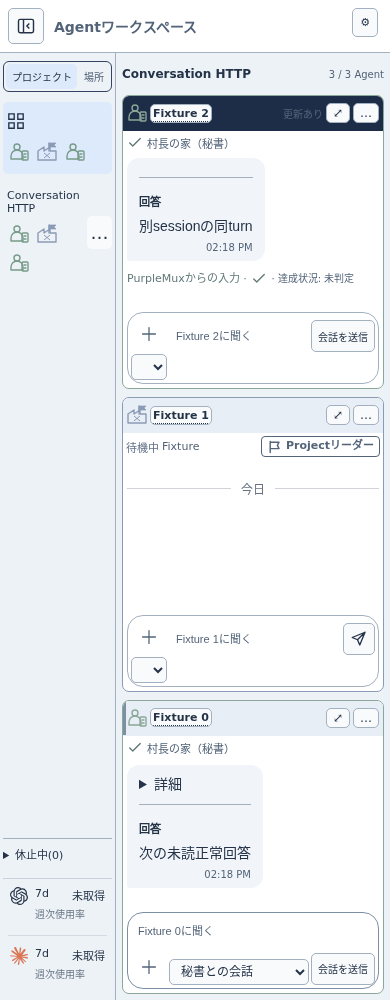 Agentワークスペース
プロジェクト 場所
Conversation HTTP
...
休止中(0)
7d 未取得
週次使用率
7d 未取得
週次使用率
Conversation HTTP 3 / 3 Agent
Fixture 2 更新あり ...
村長の家（秘書）
回答
別sessionの同turn
02:18 PM
PurpleMuxからの入力 · ✓ · 達成状況: 未判定
Fixture 2に聞く 会話を送信
Fixture 1 ...
待機中 Fixture Projectリーダー
今日
Fixture 1に聞く
Fixture 0 ...
村長の家（秘書）
詳細
回答
次の未読正常回答
02:18 PM
Fixture 0に聞く
秘書との会話 会話を送信